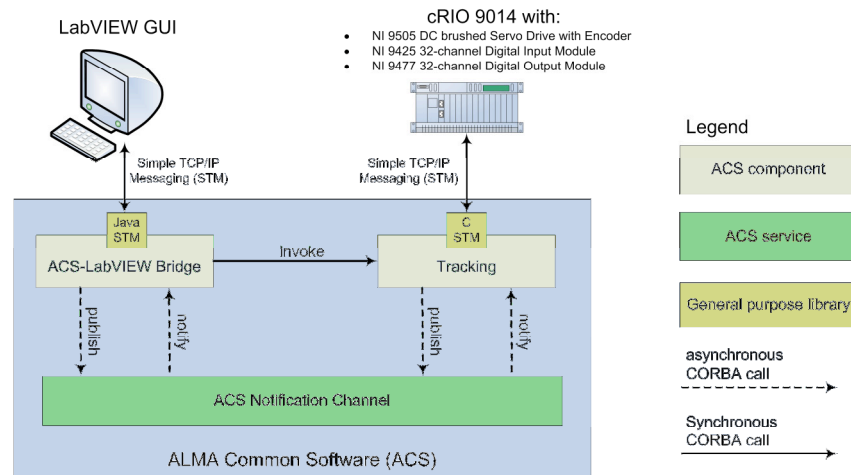 LabVIEW GUI
cRIO 9014 with:
• NI 9505 DC brushed Servo Drive with Encoder
• NI 9425 32-channel Digital Input Module
• NI 9477 32-channel Digital Output Module
Simple TCP/IP
Messaging (STM)
Simple TCP/IP
Messaging (STM)
Java
STM
C
STM
ACS-LabVIEW Bridge
Invoke
Tracking
publish
notify
publish
notify
ACS Notification Channel
ALMA Common Software (ACS)
Legend
ACS component
ACS service
General purpose library
asynchronous
CORBA call
Synchronous
CORBA call